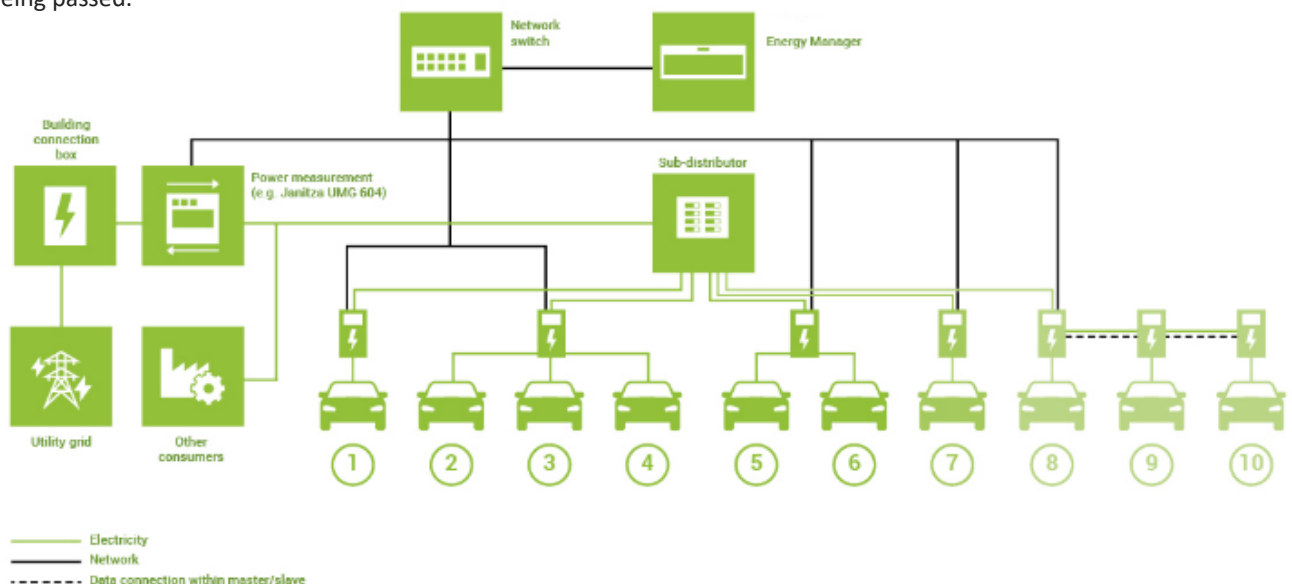 eing passed.
Network
switch
Energy Manager
Building
connection
box
Power measurement
(e.g. Janitza UMG 604)
Sub-distributor
Utility grid
Other
consumers
1 2 3 4 5 6 7 8 9 10
Electricity
Network
Data connection within master/slave